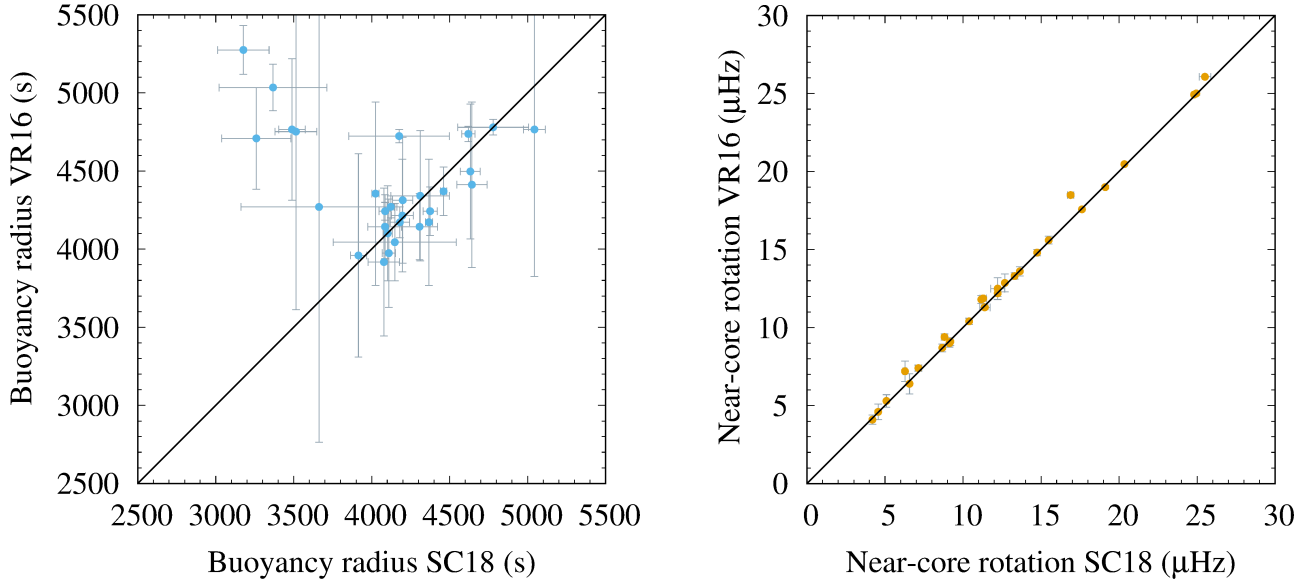 5500
5000
4500
4000
3500
3000
2500
Buoyancy radius VR16 (s)
2500 3000 3500 4000 4500 5000 5500
Buoyancy radius SC18 (s)
30
25
20
15
10
5
0
Near-core rotation VR16 (μHz)
0 5 10 15 20 25 30
Near-core rotation SC18 (μHz)